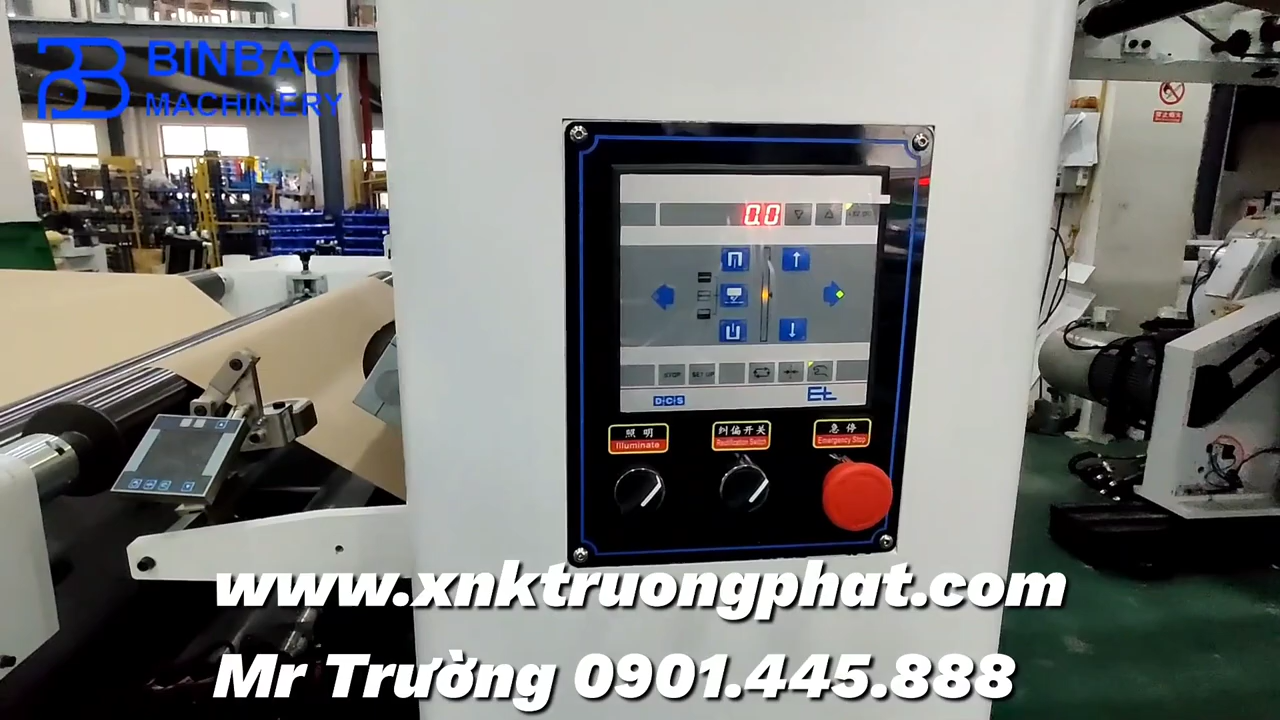 BINBAO
MACHINERY
0.0
STOP
SET UP
DCS
照明
Illuminate
纠偏开关
Rectification Switch
急停
Emergency Stop
www.xnktruongphat.com
Mr Trường 0901.445.888